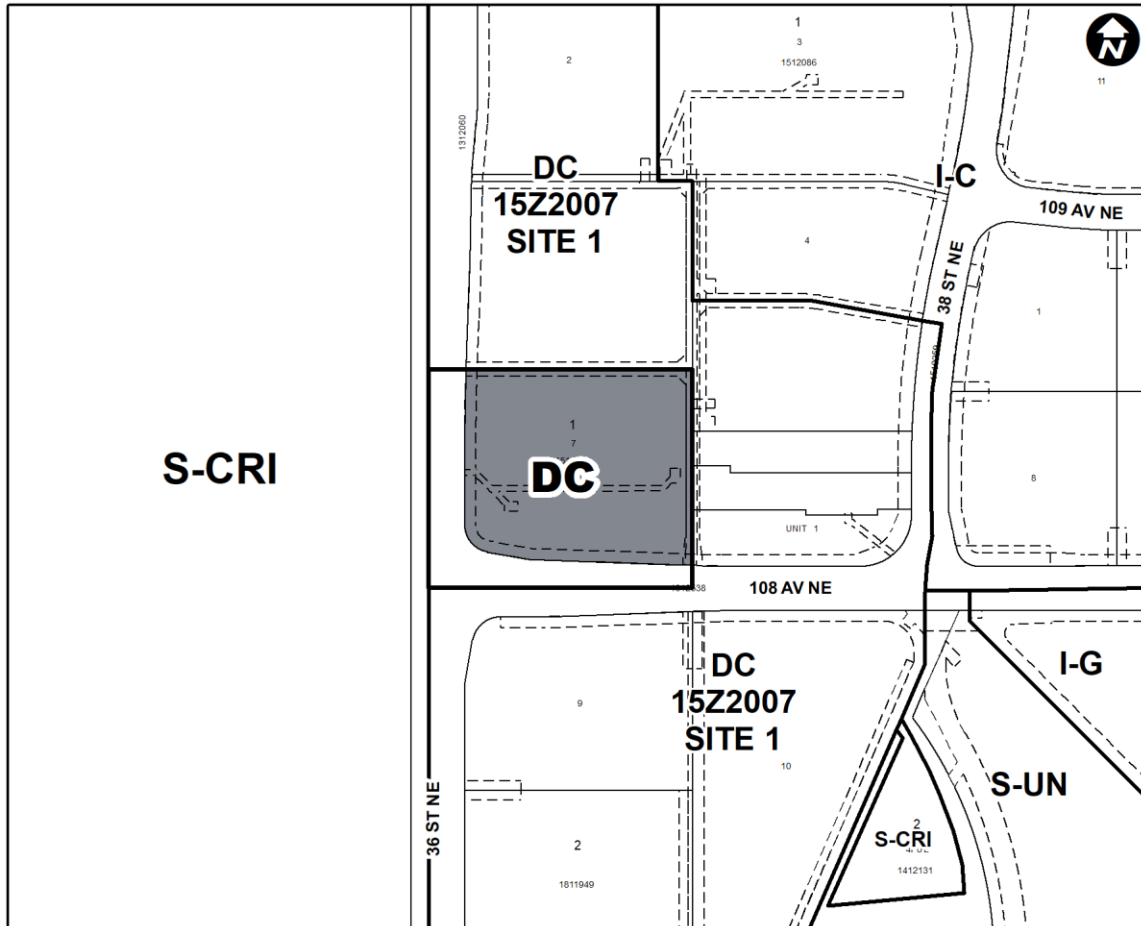 1
3
1512086
N
11
2
1312060
DC
15Z2007
SITE 1
I-C
109 AV NE
38 ST NE
4
1
1
7
DC
S-CRI
8
UNIT 1
108 AV NE
DC
15Z2007
SITE 1
I-G
9
10
S-UN
36 ST NE
2
1811949
2
S-CRI
1412131